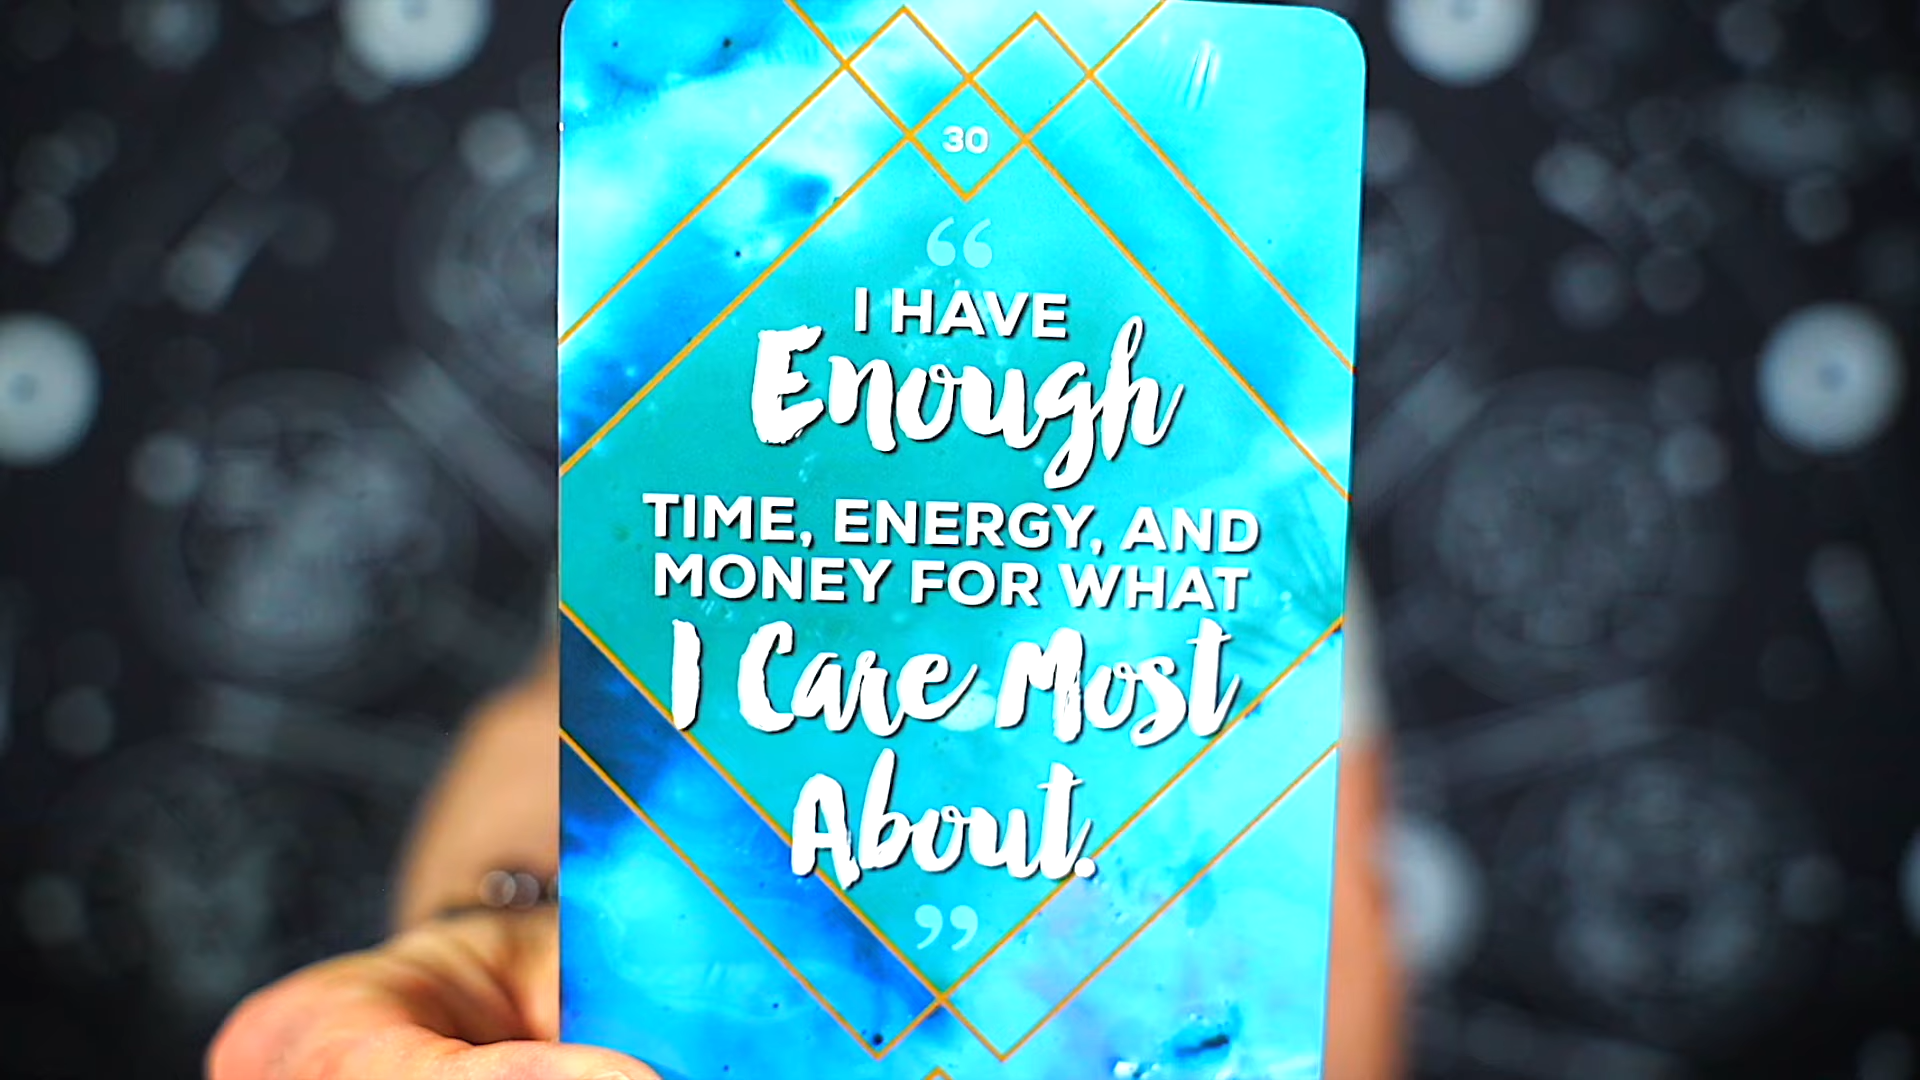 30
“
I HAVE
Enough
TIME, ENERGY, AND
MONEY FOR WHAT
I Care Most
About.
”